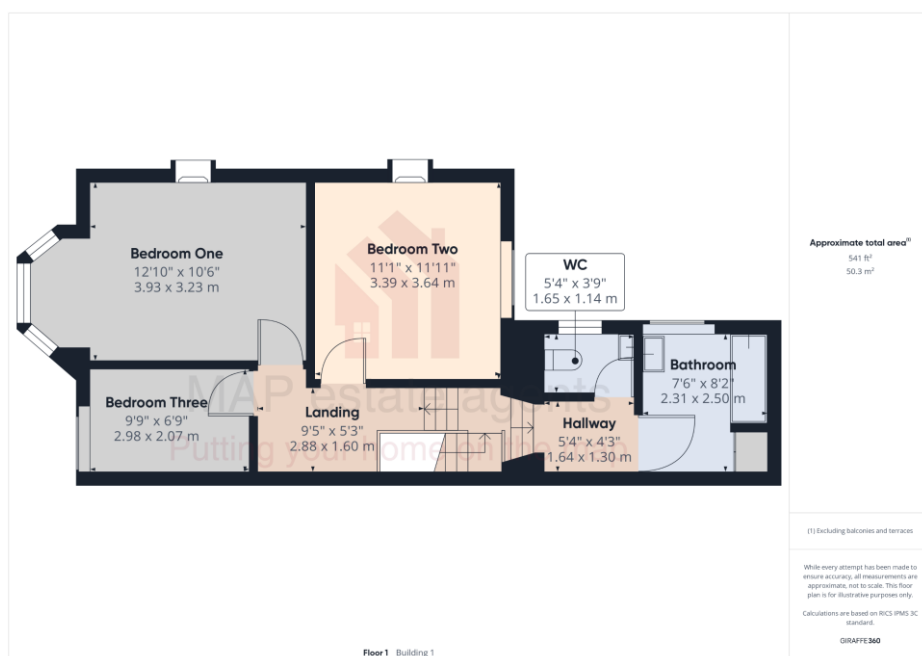 Bedroom One
12'10" x 10'6"
3.93 x 3.23 m
Bedroom Two
11'1" x 11'11"
3.39 x 3.64 m
WC
5'4" x 3'9"
1.65 x 1.14 m
Bathroom
7'6" x 8'2"
2.31 x 2.50 m
Bedroom Three
9'9" x 6'9"
2.98 x 2.07 m
Landing
9'5" x 5'3"
2.88 x 1.60 m
Hallway
5'4" x 4'3"
1.64 x 1.30 m
MAP estate agents
Putting your home on the map
Approximate total area(1)
541 ft²
50.3 m²
(1) Excluding balconies and terraces
While every attempt has been made to
ensure accuracy, all measurements are
approximate, not to scale. This floor
plan is for illustrative purposes only.
Calculations are based on RICS IPMS 3C
standard.
GIRAFFE360
Floor 1 Building 1